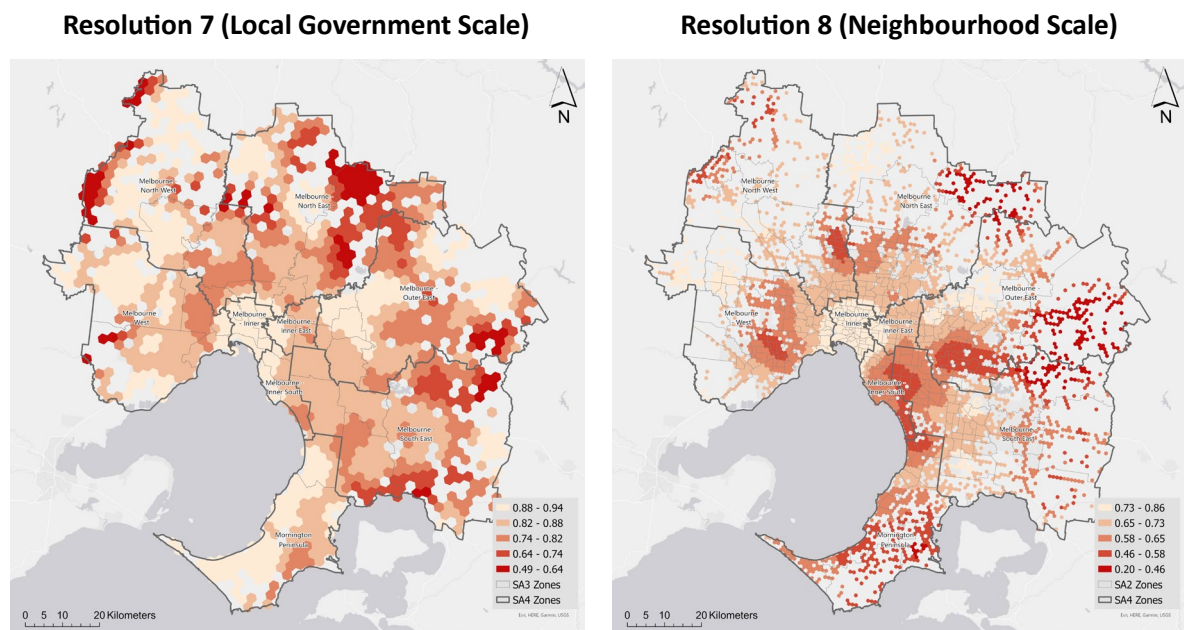 Resolution 7 (Local Government Scale)
N
Melbourne
North West
Melbourne -
North East
Melbourne -
Outer East
Melbourne
West
Melbourne
- Inner
Melbourne -
Inner East
Melbourne
Inner South
Melbourne -
South East
Mornington
Peninsula
0.88 - 0.94
0.82 - 0.88
0.74 - 0.82
0.64 - 0.74
0.49 - 0.64
SA3 Zones
SA4 Zones
0 5 10 20 Kilometers
Esri, HERE, Garmin, USGS
Resolution 8 (Neighbourhood Scale)
N
Melbourne
North West
Melbourne -
North East
Melbourne -
Outer East
Melbourne
West
Melbourne
- Inner
Melbourne -
Inner East
Melbourne -
Inner South
Melbourne -
South East
Mornington
Peninsula
0.73 - 0.86
0.65 - 0.73
0.58 - 0.65
0.46 - 0.58
0.20 - 0.46
SA2 Zones
SA4 Zones
0 5 10 20 Kilometers
Esri, HERE, Garmin, USGS